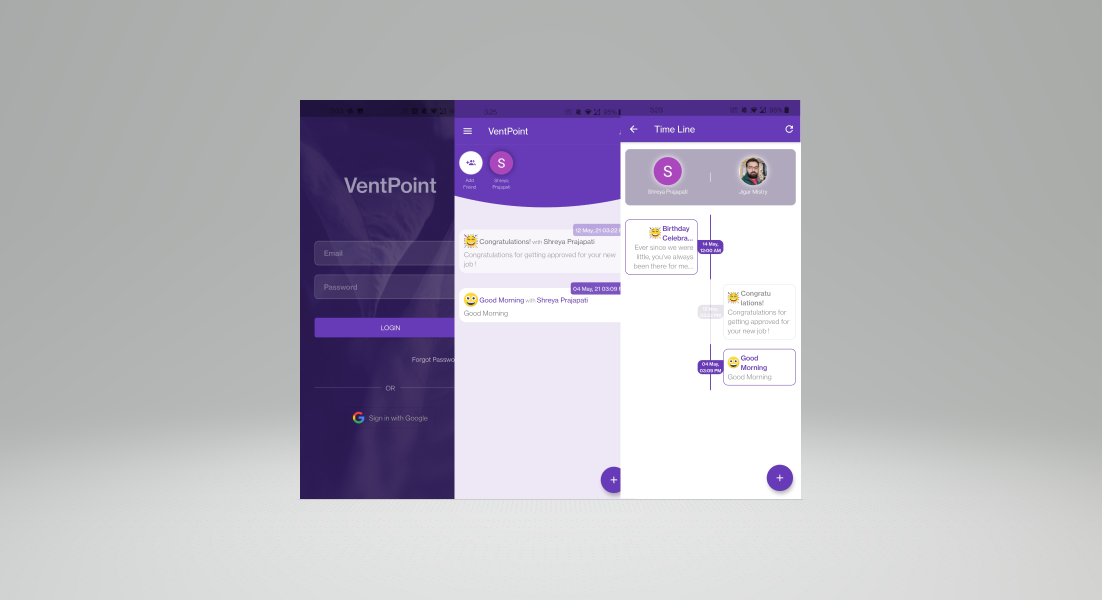 VentPoint
Email
Password
LOGIN
Forgot Passwo
OR
Sign in with Google
VentPoint
Add
Friend
S
Shreya
Prajapati
12 May, 21 03:22
Congratulations! with Shreya Prajapati
Congratulations for getting approved for your new
job !
04 May, 21 03:09
Good Morning with Shreya Prajapati
Good Morning
Time Line
S
Shreya Prajapati
Jigar Mistry
Birthday
Celebra...
Ever since we were
little, you've always
been there for me...
14 May,
12:00 AM
Congratu
lations!
Congratulations for
getting approved for
your new job !
04 May,
03:09 PM
Good
Morning
Good Morning